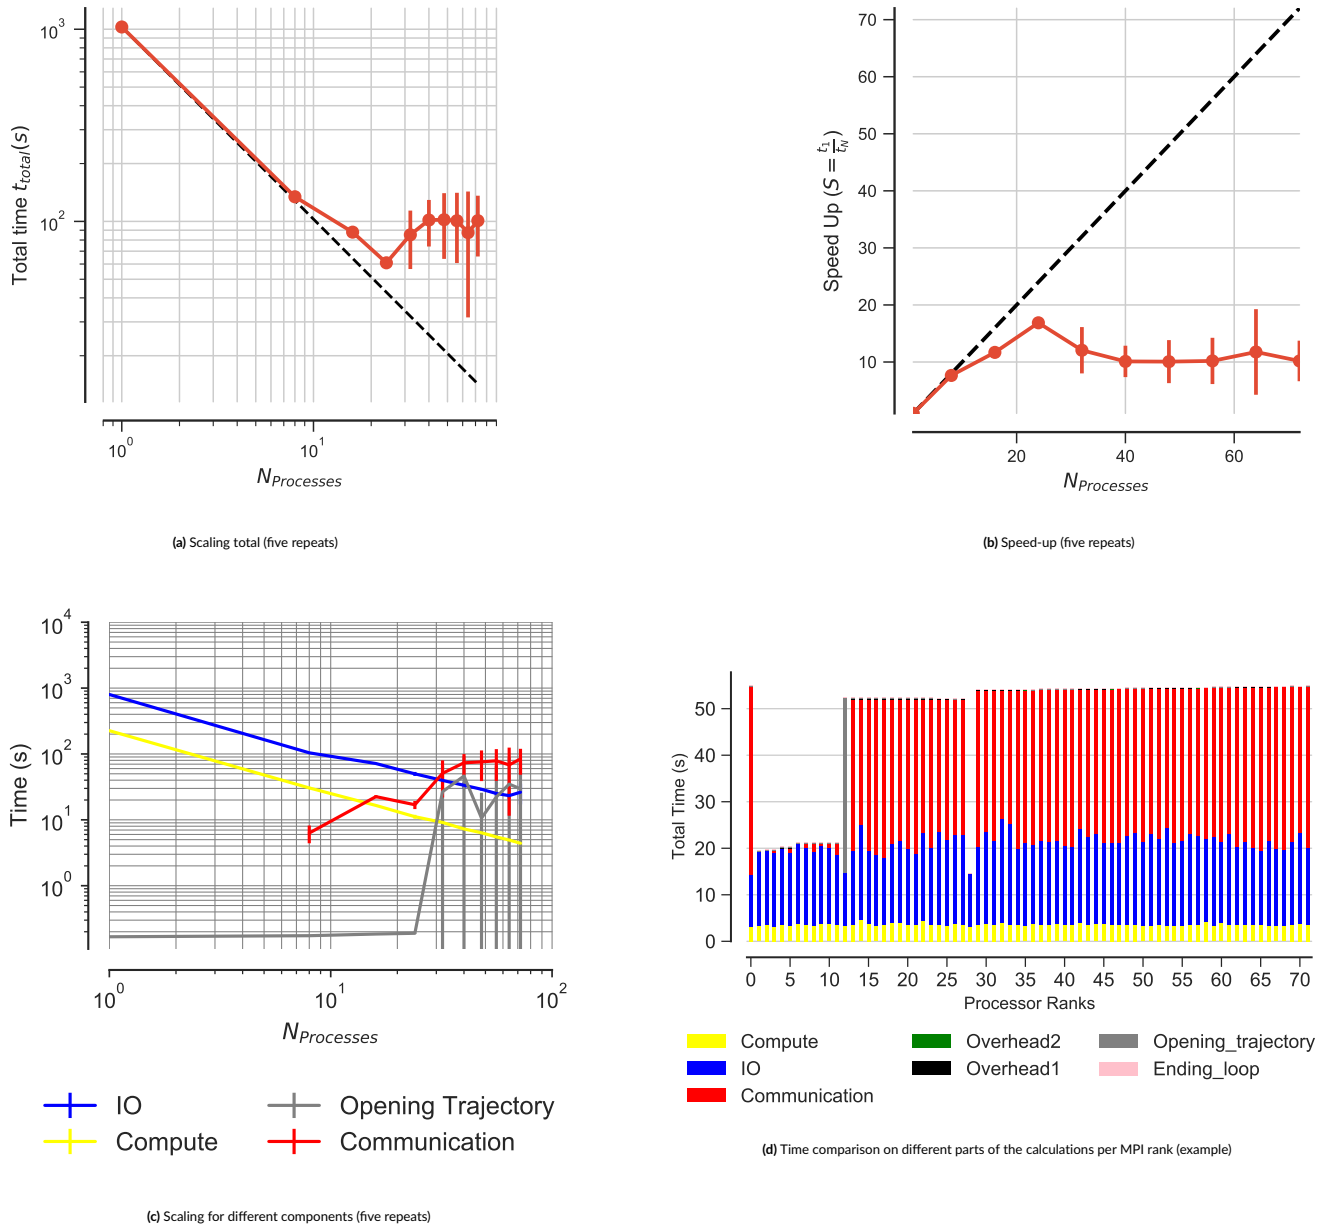 10^3
10^2
Total time t_total(s)
10^0 10^1
N_Processes
(a) Scaling total (five repeats)
70
60
50
40
30
20
10
Speed Up (S = t_1/t_N)
20 40 60
N_Processes
(b) Speed-up (five repeats)
10^4
10^3
10^2
10^1
10^0
Time (s)
10^0 10^1 10^2
N_Processes
IO Opening Trajectory
Compute Communication
(c) Scaling for different components (five repeats)
50
40
30
20
10
0
Total Time (s)
0 5 10 15 20 25 30 35 40 45 50 55 60 65 70
Processor Ranks
Compute Overhead2 Opening_trajectory
IO Overhead1 Ending_loop
Communication
(d) Time comparison on different parts of the calculations per MPI rank (example)